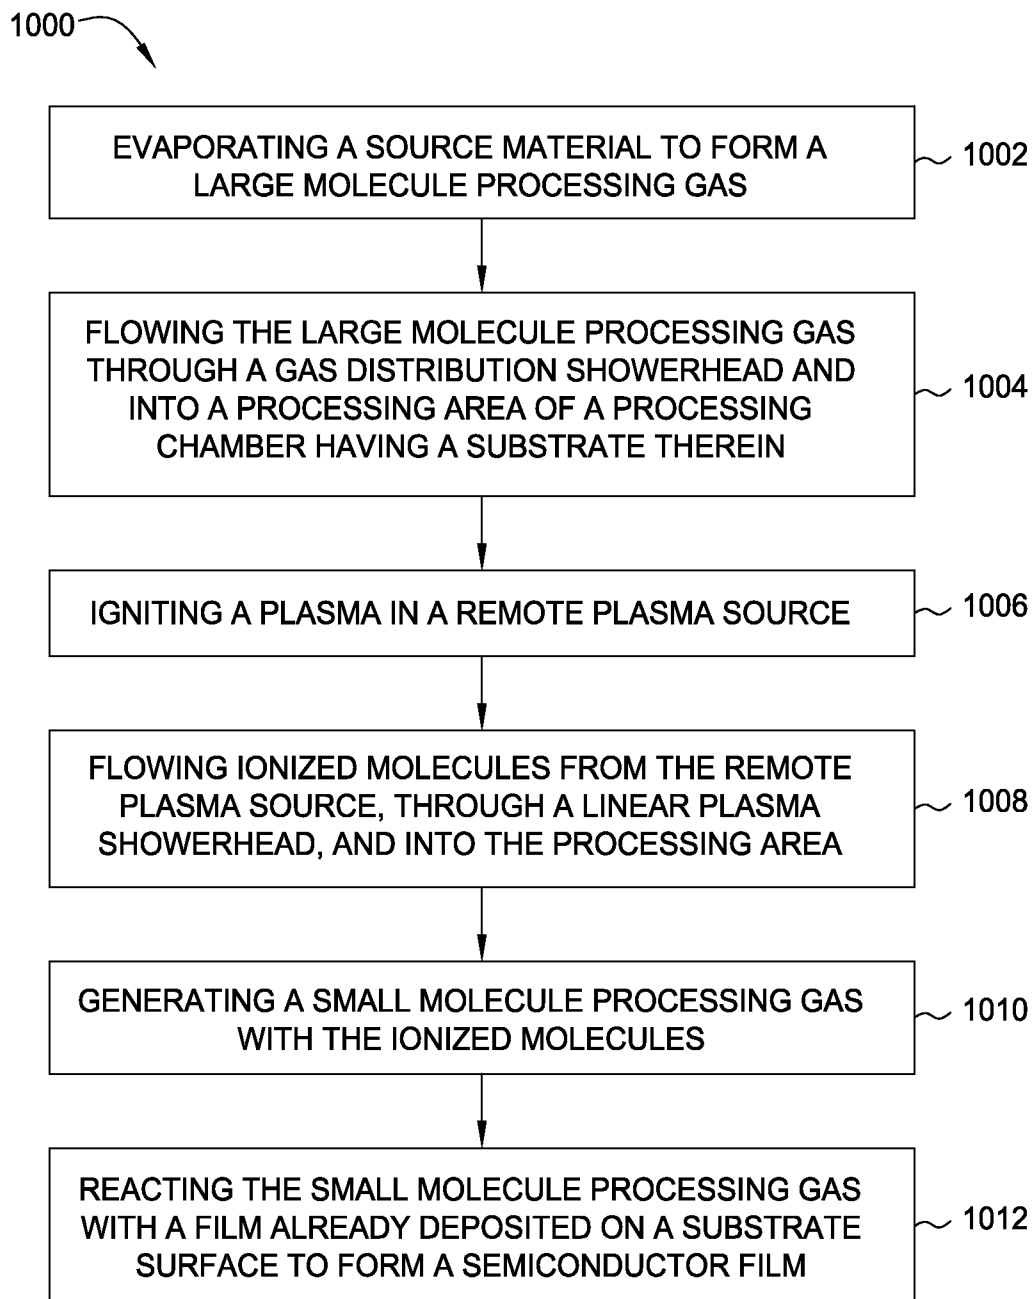 1000
EVAPORATING A SOURCE MATERIAL TO FORM A
LARGE MOLECULE PROCESSING GAS
1002
FLOWING THE LARGE MOLECULE PROCESSING GAS
THROUGH A GAS DISTRIBUTION SHOWERHEAD AND
INTO A PROCESSING AREA OF A PROCESSING
CHAMBER HAVING A SUBSTRATE THEREIN
1004
IGNITING A PLASMA IN A REMOTE PLASMA SOURCE
1006
FLOWING IONIZED MOLECULES FROM THE REMOTE
PLASMA SOURCE, THROUGH A LINEAR PLASMA
SHOWERHEAD, AND INTO THE PROCESSING AREA
1008
GENERATING A SMALL MOLECULE PROCESSING GAS
WITH THE IONIZED MOLECULES
1010
REACTING THE SMALL MOLECULE PROCESSING GAS
WITH A FILM ALREADY DEPOSITED ON A SUBSTRATE
SURFACE TO FORM A SEMICONDUCTOR FILM
1012